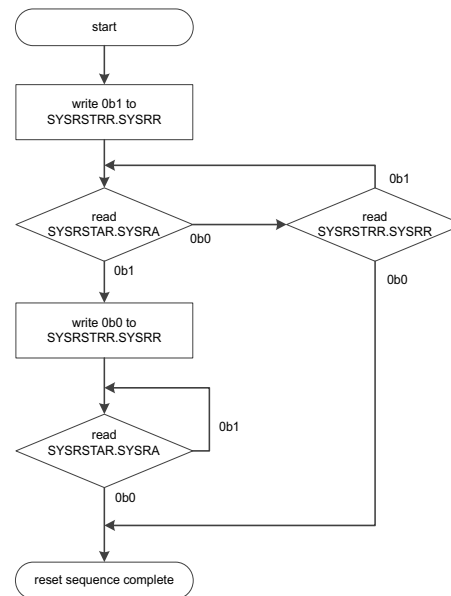 start
write 0b1 to
SYSRSTRR.SYSRR
0b1
read
SYSRSTAR.SYSRA
0b0
read
SYSRSTRR.SYSRR
0b1
0b0
write 0b0 to
SYSRSTRR.SYSRR
read
SYSRSTAR.SYSRA
0b1
0b0
reset sequence complete